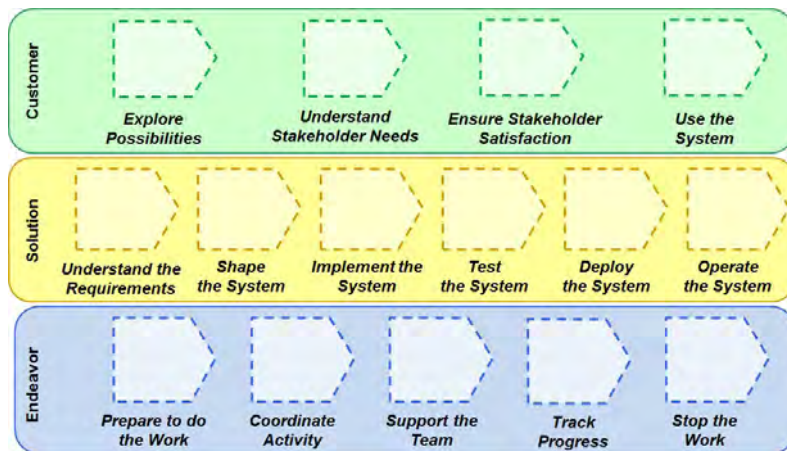 Customer
Explore
Possibilities
Understand
Stakeholder Needs
Ensure Stakeholder
Satisfaction
Use the
System
Solution
Understand the
Requirements
Shape
the System
Implement the
System
Test
the System
Deploy
the System
Operate
the System
Endeavor
Prepare to do
the Work
Coordinate
Activity
Support the
Team
Track
Progress
Stop the
Work